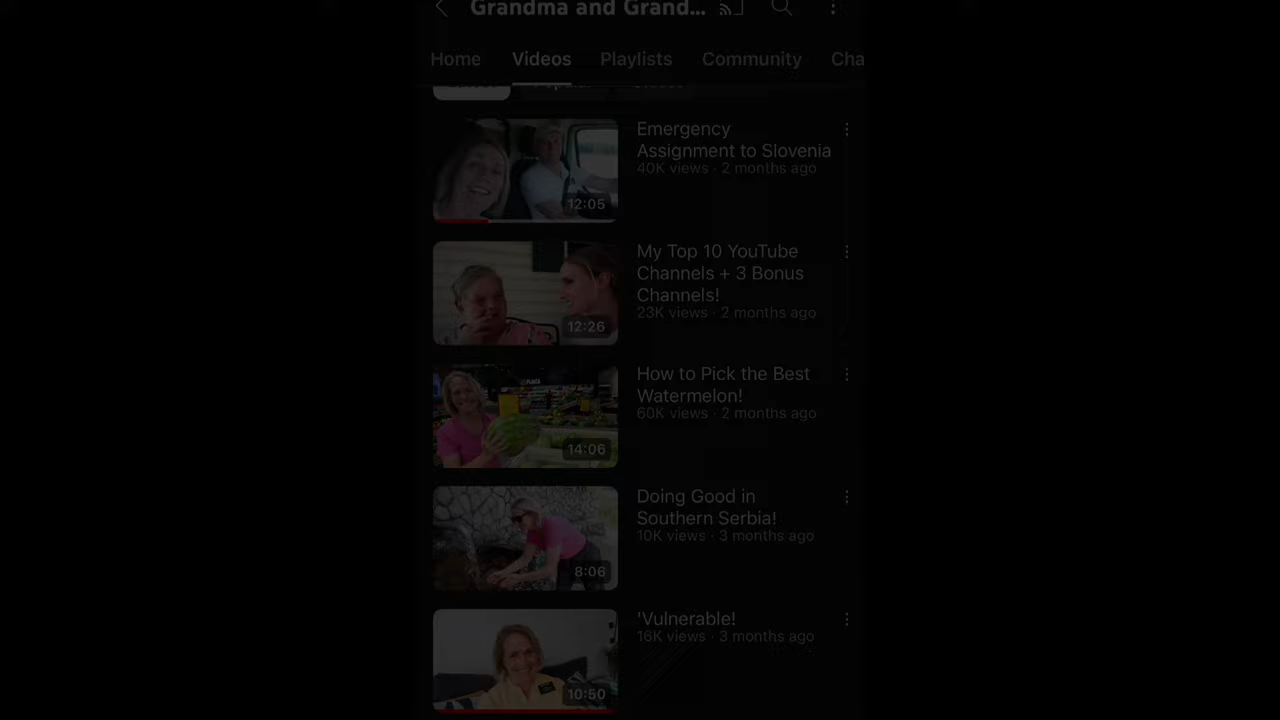 Grandma and Grand...
Home Videos Playlists Community Cha
Emergency
Assignment to Slovenia
40K views · 2 months ago
12:05
My Top 10 YouTube
Channels + 3 Bonus
Channels!
23K views · 2 months ago
12:26
How to Pick the Best
Watermelon!
60K views · 2 months ago
14:06
Doing Good in
Southern Serbia!
10K views · 3 months ago
8:06
'Vulnerable!
16K views · 3 months ago
10:50